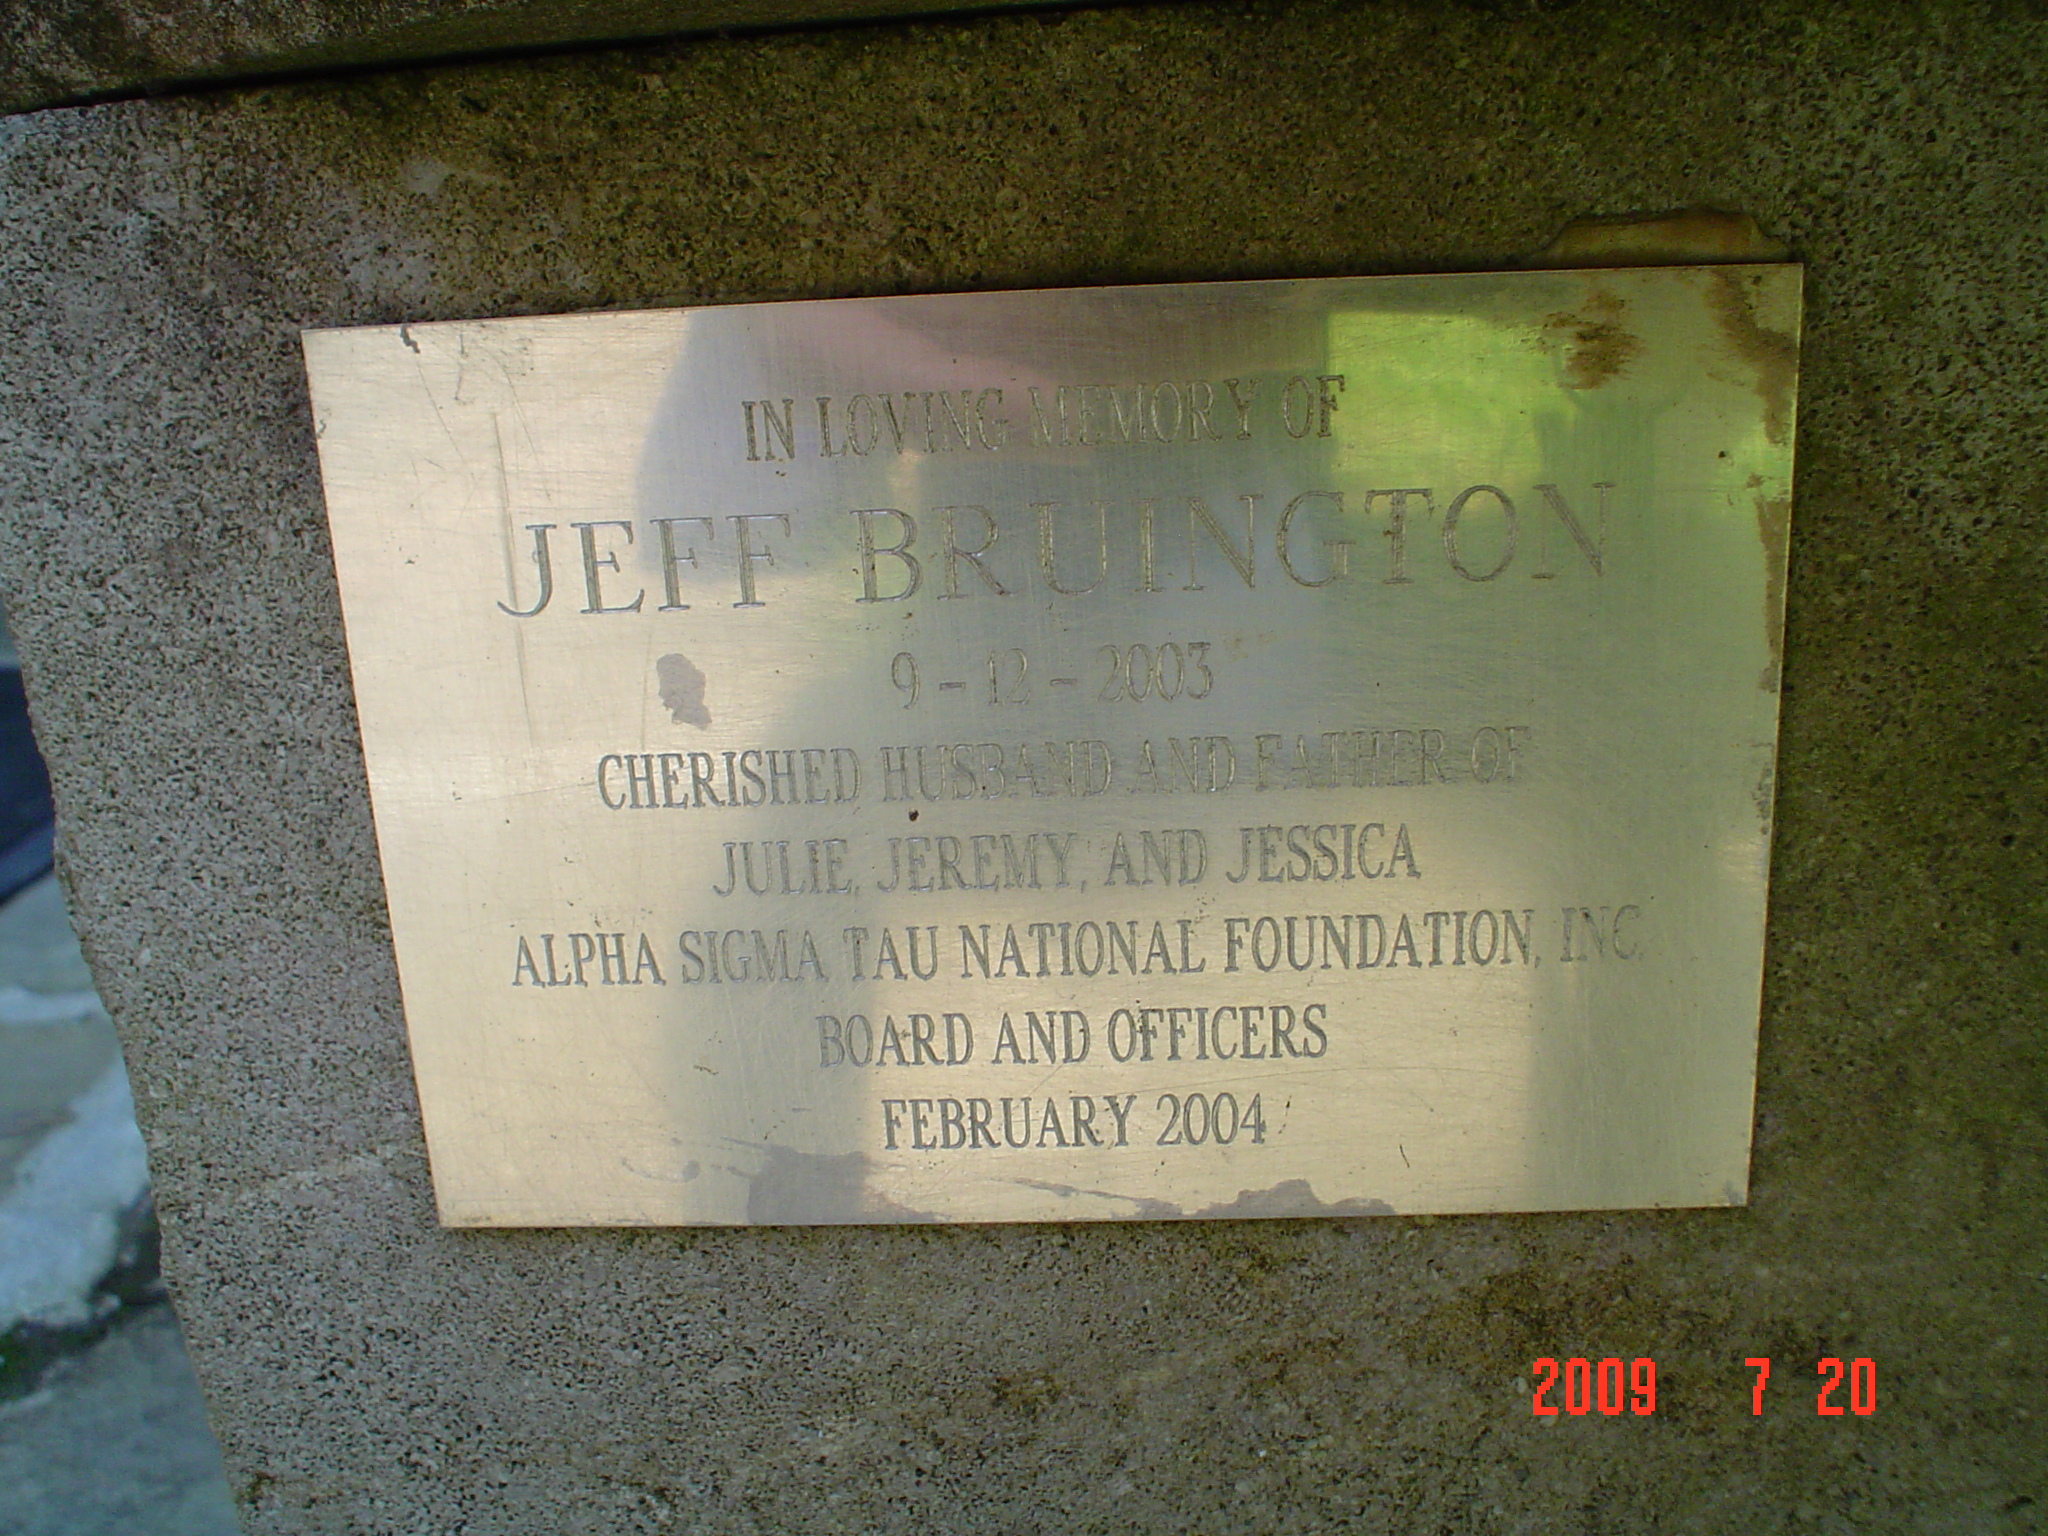 IN LOVING MEMORY OF
JEFF BRUINGTON
9 - 12 - 2003
CHERISHED HUSBAND AND FATHER OF
JULIE, JEREMY, AND JESSICA
ALPHA SIGMA TAU NATIONAL FOUNDATION, INC.
BOARD AND OFFICERS
FEBRUARY 2004
2009 7 20